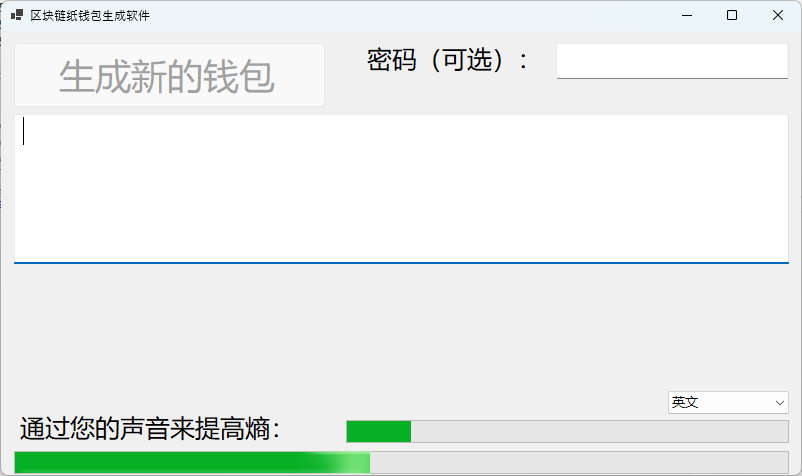 区块链纸钱包生成软件
生成新的钱包
密码（可选）：
英文
通过您的声音来提高熵：